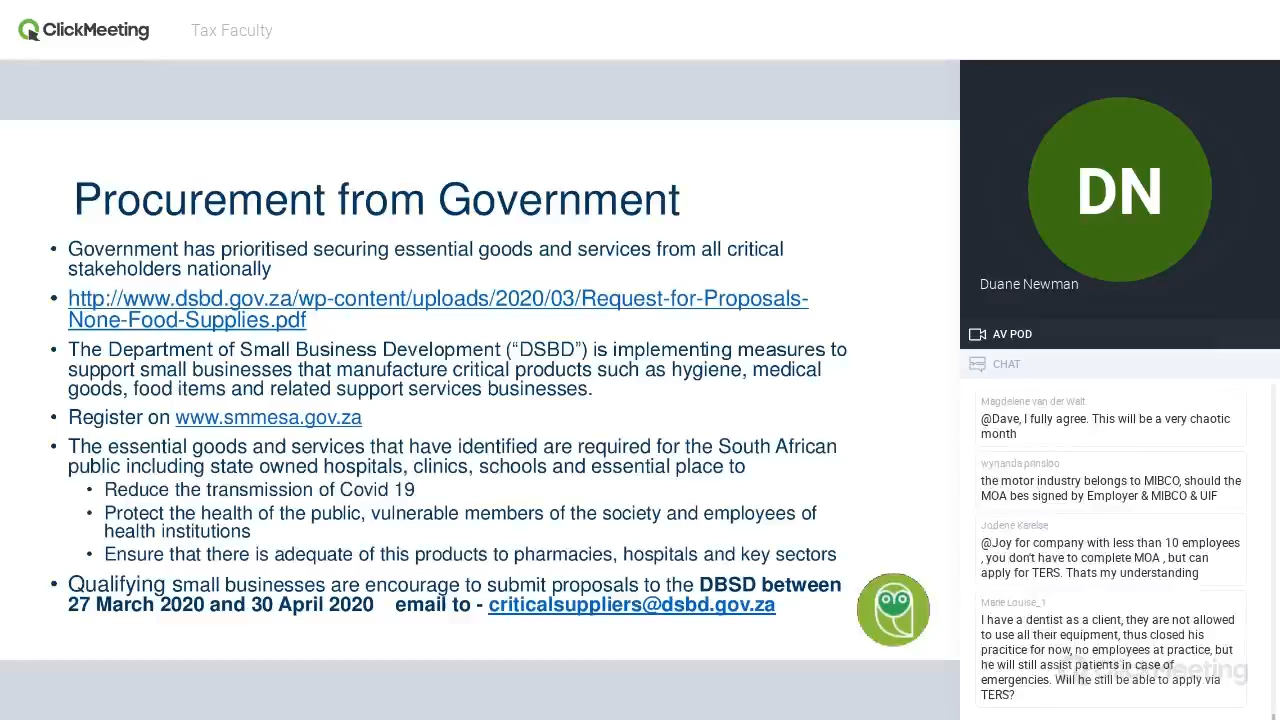 ClickMeeting Tax Faculty
Procurement from Government
• Government has prioritised securing essential goods and services from all critical
stakeholders nationally
• http://www.dsbd.gov.za/wp-content/uploads/2020/03/Request-for-Proposals-
None-Food-Supplies.pdf
• The Department of Small Business Development (“DSBD”) is implementing measures to
support small businesses that manufacture critical products such as hygiene, medical
goods, food items and related support services businesses.
• Register on www.smmesa.gov.za
• The essential goods and services that have identified are required for the South African
public including state owned hospitals, clinics, schools and essential place to
• Reduce the transmission of Covid 19
• Protect the health of the public, vulnerable members of the society and employees of
health institutions
• Ensure that there is adequate of this products to pharmacies, hospitals and key sectors
• Qualifying small businesses are encourage to submit proposals to the DBSD between
27 March 2020 and 30 April 2020 email to - criticalsuppliers@dsbd.gov.za
DN
Duane Newman
AV POD
CHAT
Magdelene van der Walt
@Dave, I fully agree. This will be a very chaotic
month
wynanda prinsloo
the motor industry belongs to MIBCO, should the
MOA bes signed by Employer & MIBCO & UIF
Jodene Karelse
@Joy for company with less than 10 employees
, you don't have to complete MOA , but can
apply for TERS. Thats my understanding
Marie Louise_1
I have a dentist as a client, they are not allowed
to use all their equipment, thus closed his
pracitice for now, no employees at practice, but
he will still assist patients in case of
emergencies. Will he still be able to apply via
TERS?
ClickMeeting